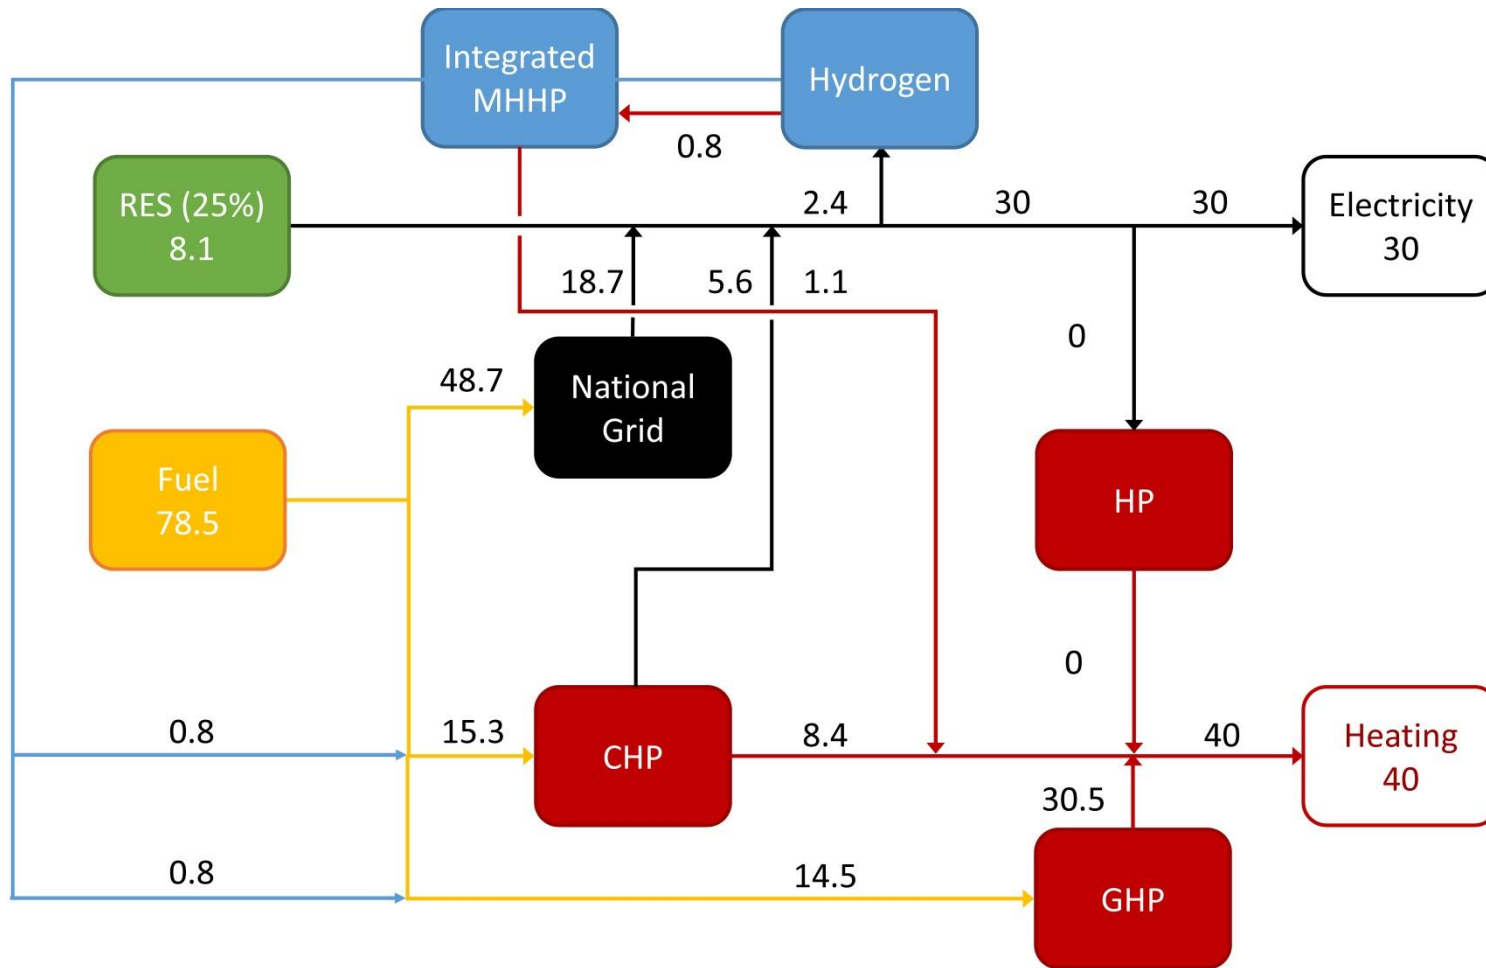 Integrated
MHHP
Hydrogen
0.8
RES (25%)
8.1
2.4
30
30
Electricity
30
18.7
5.6
1.1
0
48.7
National
Grid
Fuel
78.5
HP
0
0.8
15.3
CHP
8.4
40
Heating
40
30.5
0.8
14.5
GHP